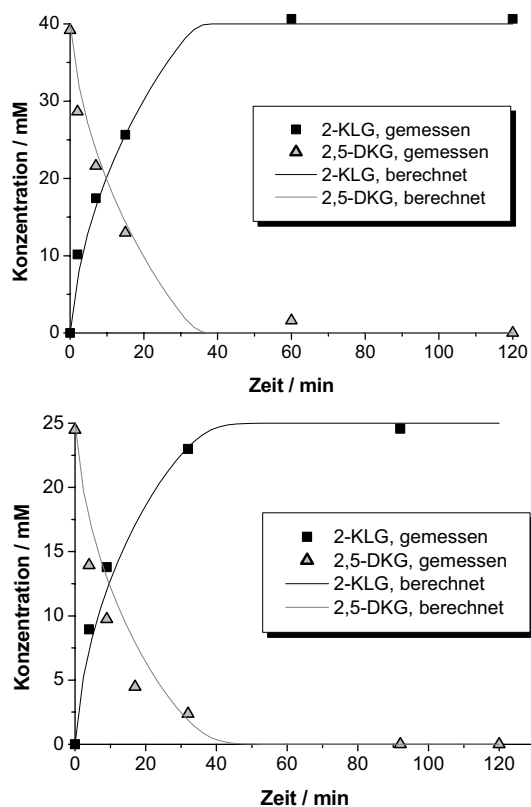 40
30
20
10
0
Konzentration / mM
2-KLG, gemessen
2,5-DKG, gemessen
2-KLG, berechnet
2,5-DKG, berechnet
0 20 40 60 80 100 120
Zeit / min
25
20
15
10
5
0
Konzentration / mM
2-KLG, gemessen
2,5-DKG, gemessen
2-KLG, berechnet
2,5-DKG, berechnet
0 20 40 60 80 100 120
Zeit / min